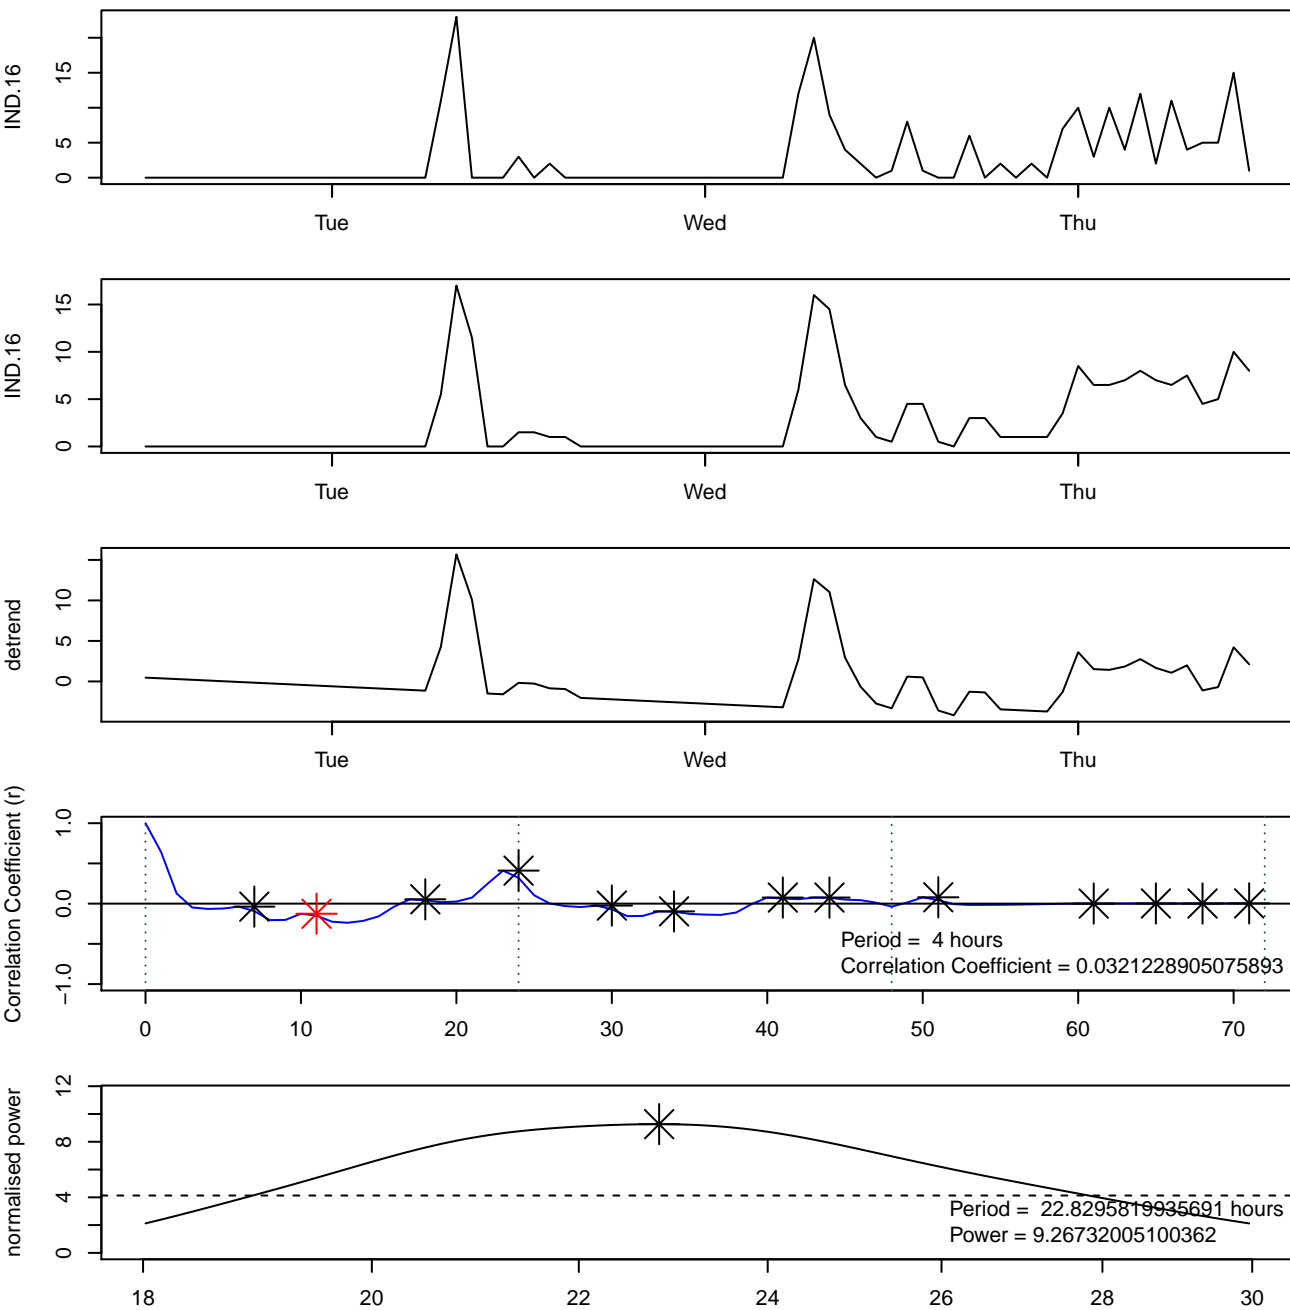 IND.16
0 5 15
Tue Wed Thu
IND.16
0 5 10 15
Tue Wed Thu
detrend
0 5 10
Tue Wed Thu
Correlation Coefficient (r)
−1.0 0.0 1.0
Period =  4 hours
Correlation Coefficient = 0.0321228905075893
0 10 20 30 40 50 60 70
normalised power
0 4 8 12
Period =  22.8295819935691 hours
Power = 9.26732005100362
18 20 22 24 26 28 30